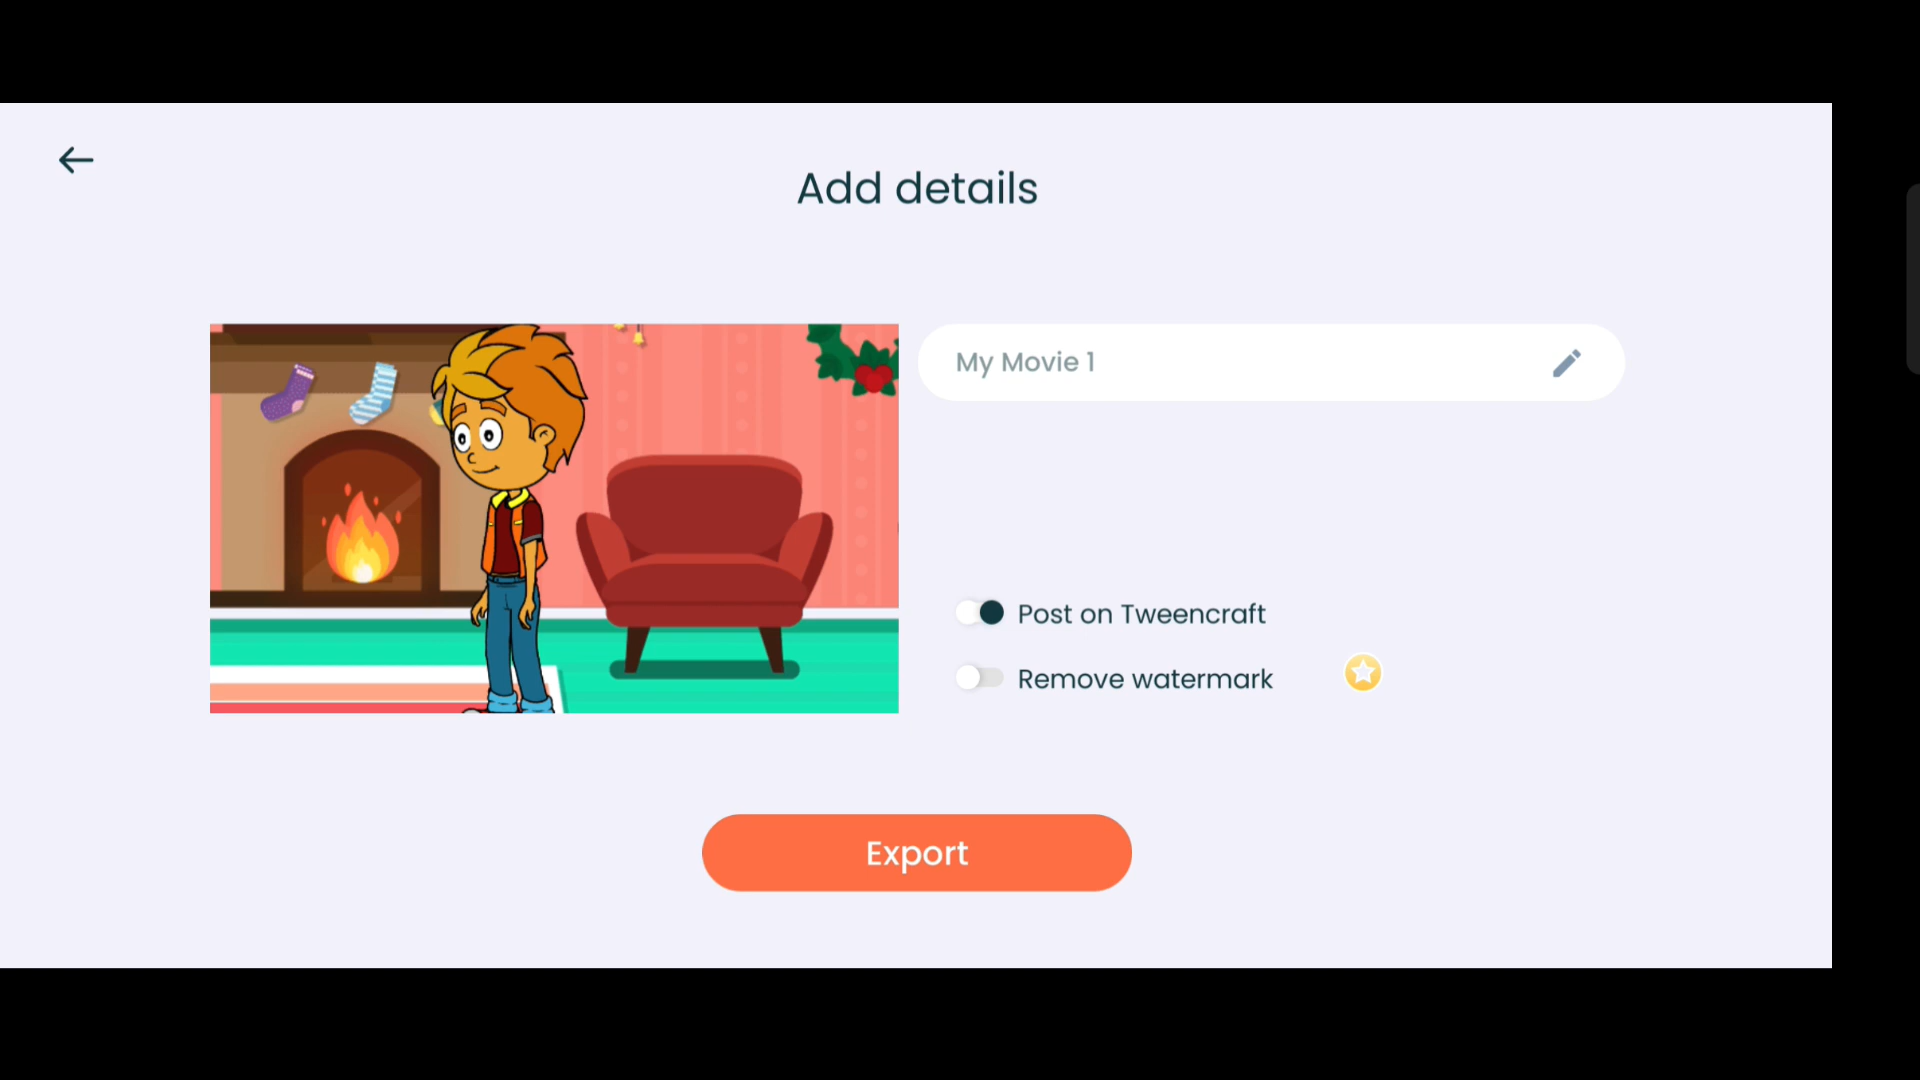 Add details
My Movie 1
Post on Tweencraft
Remove watermark
Export